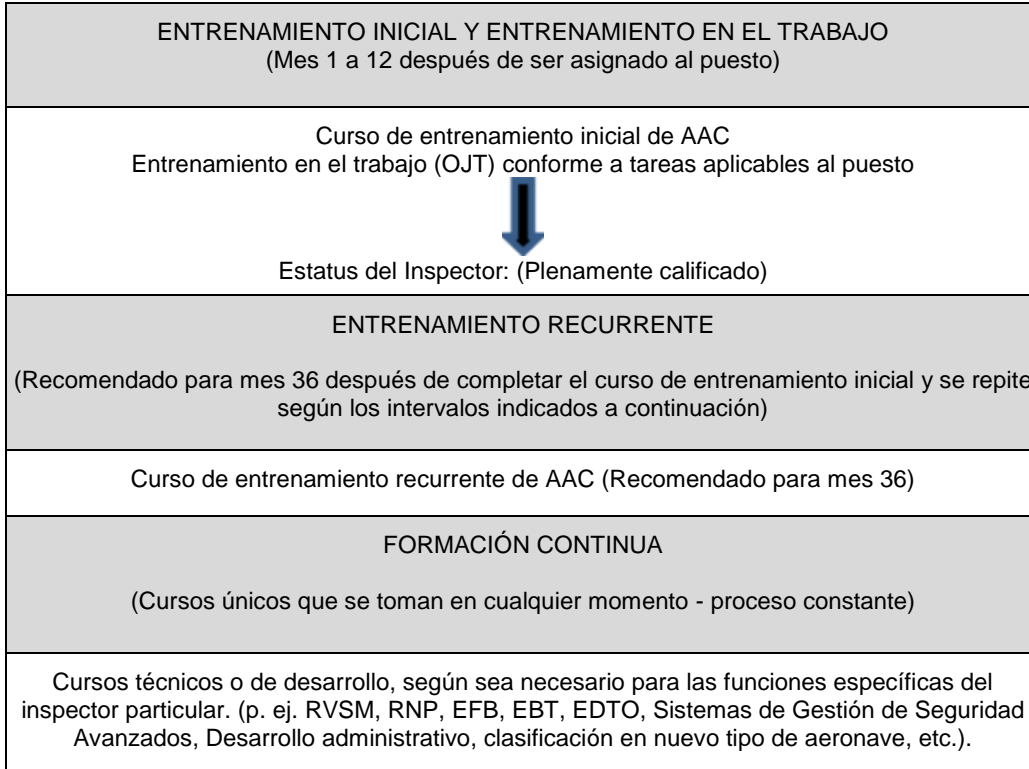 ENTRENAMIENTO INICIAL Y ENTRENAMIENTO EN EL TRABAJO
(Mes 1 a 12 después de ser asignado al puesto)
Curso de entrenamiento inicial de AAC
Entrenamiento en el trabajo (OJT) conforme a tareas aplicables al puesto
Estatus del Inspector: (Plenamente calificado)
ENTRENAMIENTO RECURRENTE
(Recomendado para mes 36 después de completar el curso de entrenamiento inicial y se repite
según los intervalos indicados a continuación)
Curso de entrenamiento recurrente de AAC (Recomendado para mes 36)
FORMACIÓN CONTINUA
(Cursos únicos que se toman en cualquier momento - proceso constante)
Cursos técnicos o de desarrollo, según sea necesario para las funciones específicas del
inspector particular. (p. ej. RVSM, RNP, EFB, EBT, EDTO, Sistemas de Gestión de Seguridad
Avanzados, Desarrollo administrativo, clasificación en nuevo tipo de aeronave, etc.).